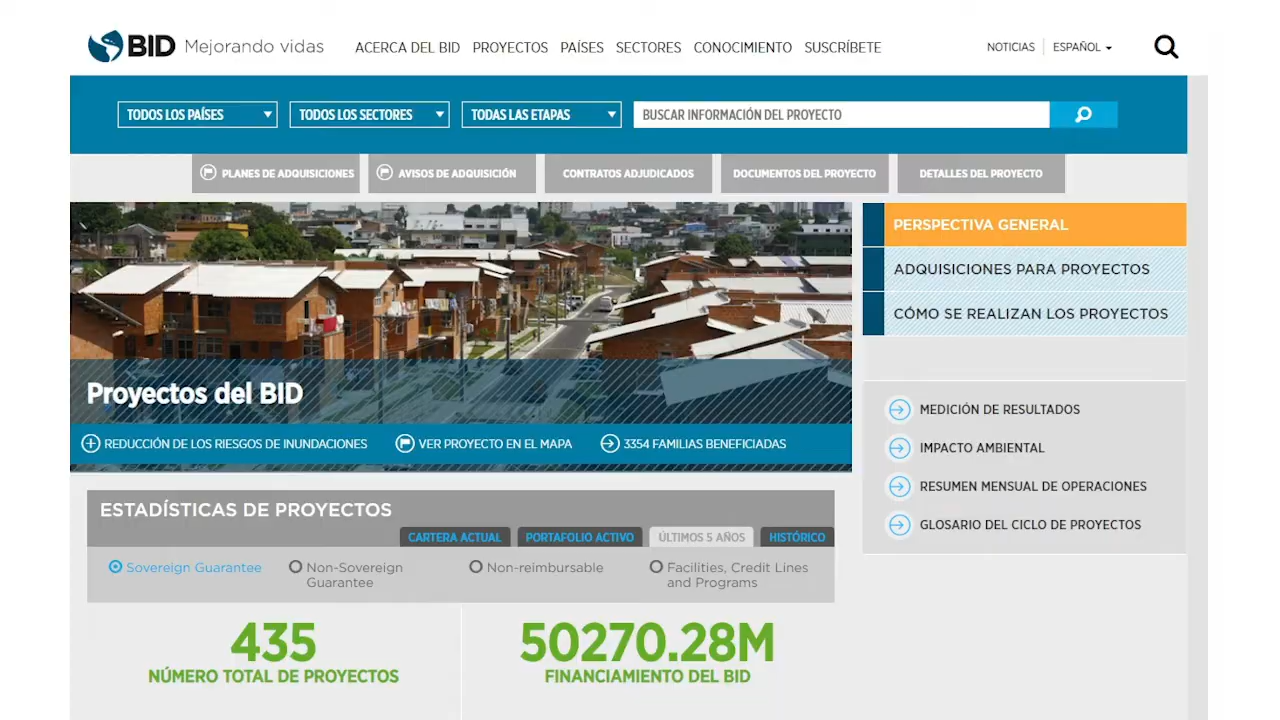 BID Mejorando vidas
ACERCA DEL BID PROYECTOS PAÍSES SECTORES CONOCIMIENTO SUSCRÍBETE
NOTICIAS ESPAÑOL
TODOS LOS PAÍSES TODOS LOS SECTORES TODAS LAS ETAPAS BUSCAR INFORMACIÓN DEL PROYECTO
PLANES DE ADQUISICIONES AVISOS DE ADQUISICIÓN CONTRATOS ADJUDICADOS DOCUMENTOS DEL PROYECTO DETALLES DEL PROYECTO
Proyectos del BID
REDUCCIÓN DE LOS RIESGOS DE INUNDACIONES VER PROYECTO EN EL MAPA 3354 FAMILIAS BENEFICIADAS
PERSPECTIVA GENERAL
ADQUISICIONES PARA PROYECTOS
CÓMO SE REALIZAN LOS PROYECTOS
MEDICIÓN DE RESULTADOS
IMPACTO AMBIENTAL
RESUMEN MENSUAL DE OPERACIONES
GLOSARIO DEL CICLO DE PROYECTOS
ESTADÍSTICAS DE PROYECTOS
CARTERA ACTUAL PORTAFOLIO ACTIVO ÚLTIMOS 5 AÑOS HISTÓRICO
Sovereign Guarantee
Non-Sovereign
Guarantee
Non-reimbursable
Facilities, Credit Lines
and Programs
435
NÚMERO TOTAL DE PROYECTOS
50270.28M
FINANCIAMIENTO DEL BID